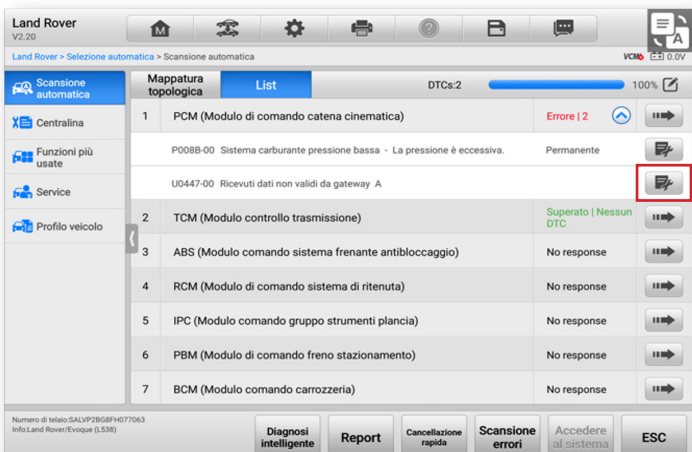 Land Rover
V2.20
M
?
A
Land Rover > Selezione automatica > Scansione automatica
VCMI
0.0V
Scansione
automatica
Centralina
Funzioni più
usate
Service
Profilo veicolo
Mappatura
topologica
List
DTCs:2
100%
1 PCM (Modulo di comando catena cinematica) Errore | 2
P008B-00 Sistema carburante pressione bassa - La pressione è eccessiva. Permanente
U0447-00 Ricevuti dati non validi da gateway A
2 TCM (Modulo controllo trasmissione) Superato | Nessun
DTC
3 ABS (Modulo comando sistema frenante antibloccaggio) No response
4 RCM (Modulo di comando sistema di ritenuta) No response
5 IPC (Modulo comando gruppo strumenti plancia) No response
6 PBM (Modulo di comando freno stazionamento) No response
7 BCM (Modulo comando carrozzeria) No response
Numero di telaio:SALVP2BG8FH077063
Info:Land Rover/Evoque (L538)
Diagnosi
intelligente
Report
Cancellazione
rapida
Scansione
errori
Accedere
al sistema
ESC